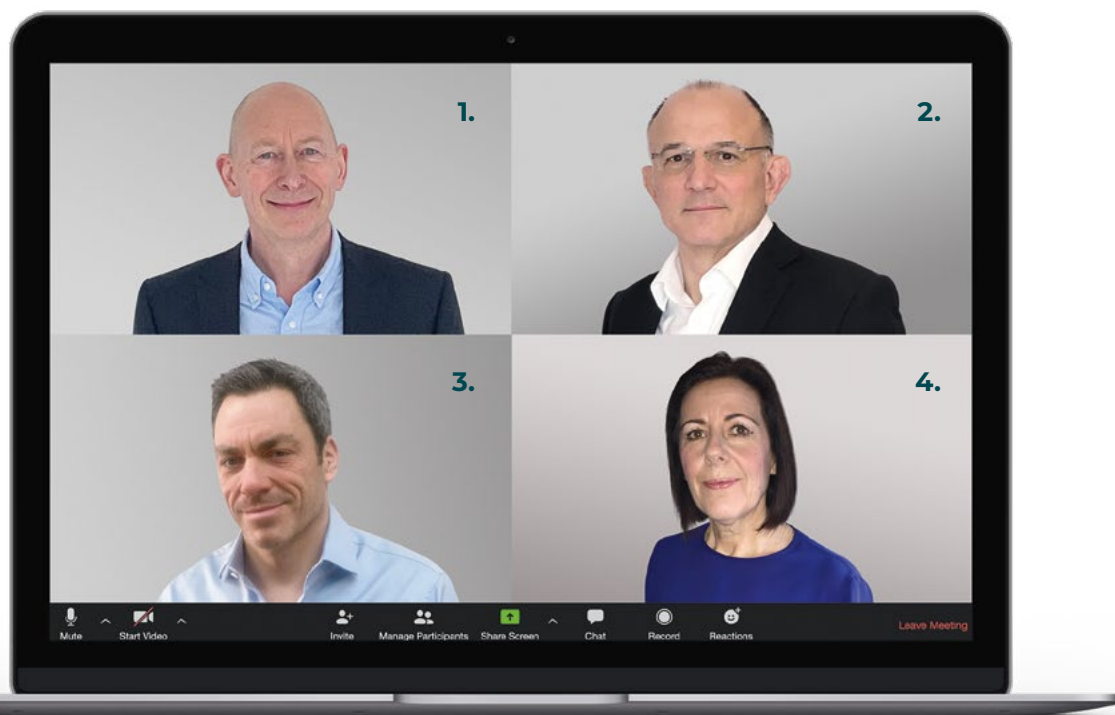 1.
2.
3.
4.
Mute
Start Video
Invite
Manage Participants
Share Screen
Chat
Record
Reactions
Leave Meeting